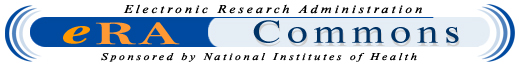 Electronic Research Administration
eRA Commons
Sponsored by National Institutes of Health